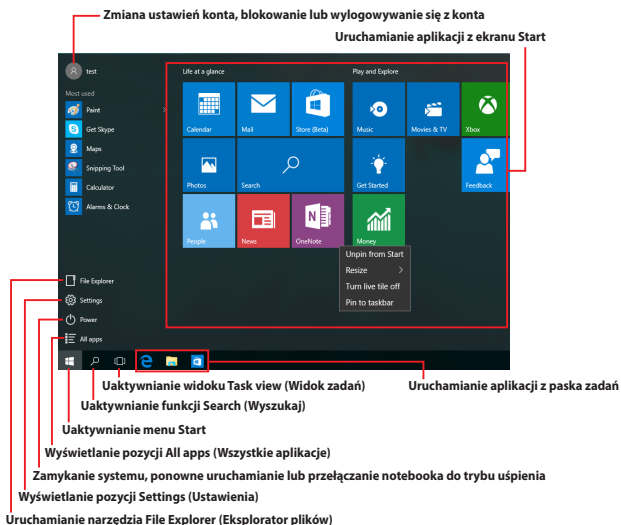 Zmiana ustawień konta, blokowanie lub wylogowywanie się z konta
Uruchamianie aplikacji z ekranu Start
test
Life at a glance
Play and Explore
Most used
Paint
Get Skype
Maps
Snipping Tool
Calculator
Alarms & Clock
Calendar
Mail
Store (Beta)
Music
Movies & TV
Xbox
Photos
Search
Get Started
Feedback
People
News
OneNote
Money
Unpin from Start
Resize
Turn live tile off
Pin to taskbar
File Explorer
Settings
Power
All apps
Uaktywnianie widoku Task view (Widok zadań)
Uruchamianie aplikacji z paska zadań
Uaktywnianie funkcji Search (Wyszukaj)
Uaktywnianie menu Start
Wyświetlanie pozycji All apps (Wszystkie aplikacje)
Zamykanie systemu, ponowne uruchamianie lub przełączanie notebooka do trybu uśpienia
Wyświetlanie pozycji Settings (Ustawienia)
Uruchamianie narzędzia File Explorer (Eksplorator plików)